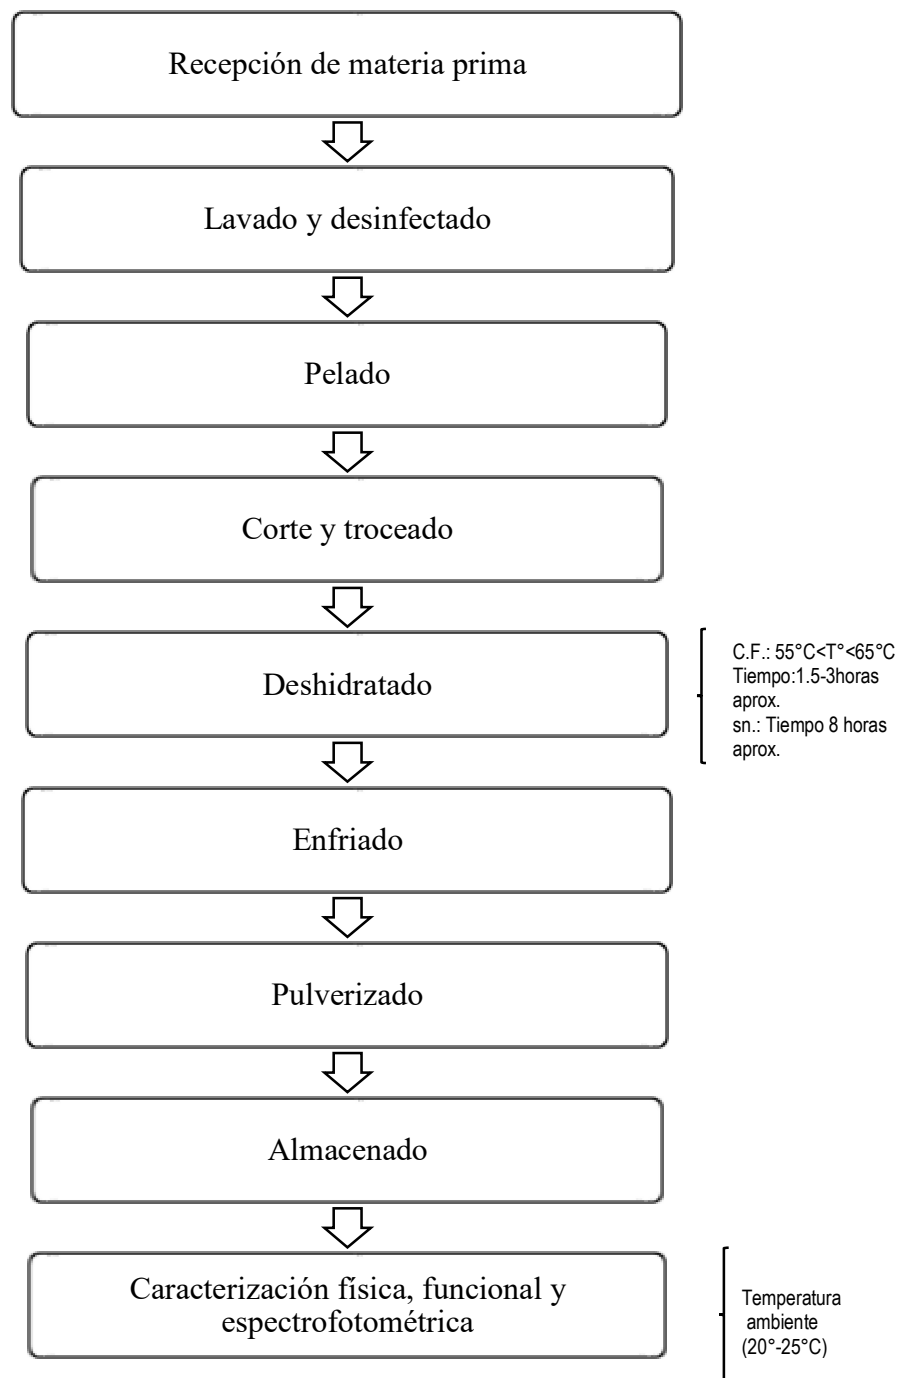 Recepción de materia prima
Lavado y desinfectado
Pelado
Corte y troceado
Deshidratado
C.F.: 55°C<T°<65°C
Tiempo:1.5-3horas
aprox.
sn.: Tiempo 8 horas
aprox.
Enfriado
Pulverizado
Almacenado
Caracterización física, funcional y
espectrofotométrica
Temperatura
ambiente
(20°-25°C)